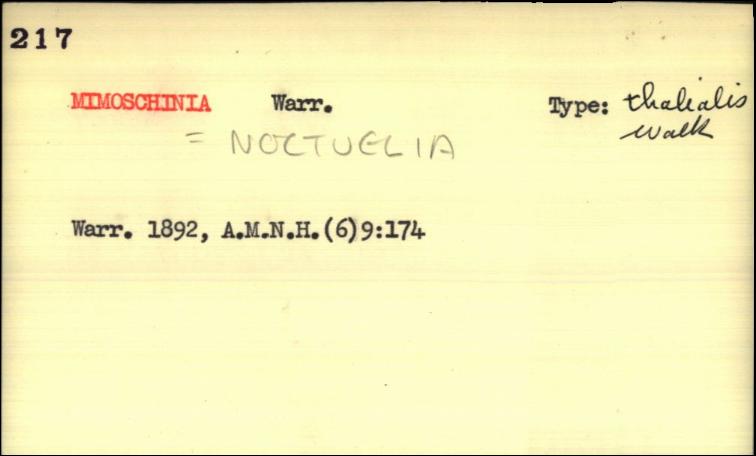 217
MIMOSCHINIA Warr. Type: thalialis
Walk
= NOCTUELIA
Warr. 1892, A.M.N.H.(6)9:174